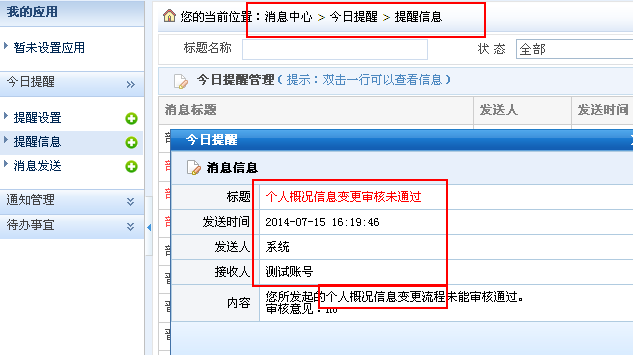 我的应用
暂未设置应用
今日提醒
提醒设置
提醒信息
消息发送
通知管理
待办事宜
您的当前位置：消息中心 > 今日提醒 > 提醒信息
标题名称
状 态 全部
今日提醒管理（提示：双击一行可以查看信息）
消息标题 发送人 发送时间
今日提醒
消息信息
标题 个人概况信息变更审核未通过
发送时间 2014-07-15 16:19:46
发送人 系统
接收人 测试账号
内容 您所发起的个人概况信息变更流程未能审核通过。
审核意见：no